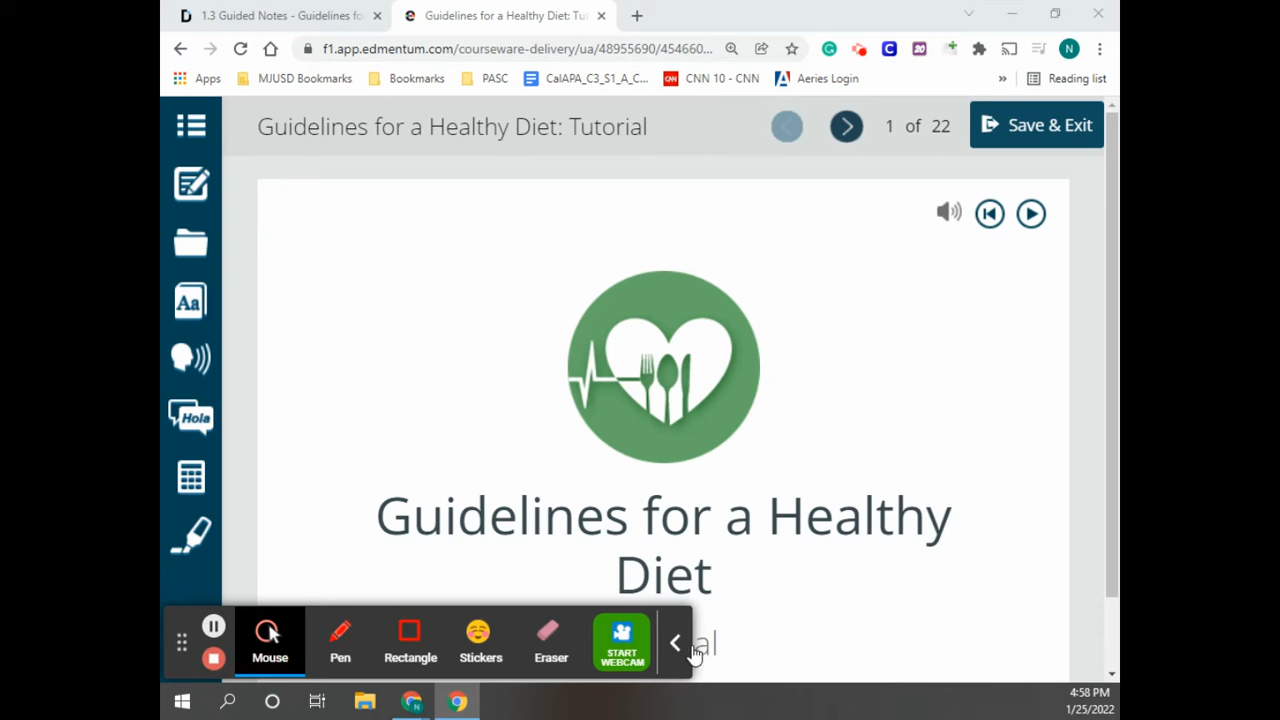 1.3 Guided Notes - Guidelines fo
Guidelines for a Healthy Diet: Tut
f1.app.edmentum.com/courseware-delivery/ua/48955690/454660...
Apps
MJUSD Bookmarks
Bookmarks
PASC
CalAPA_C3_S1_A_C...
CNN 10 - CNN
Aeries Login
»
Reading list
Guidelines for a Healthy Diet: Tutorial
1 of 22
Save & Exit
Aa
Hola
Guidelines for a Healthy
Diet
al
Mouse
Pen
Rectangle
Stickers
Eraser
START
WEBCAM
4:58 PM
1/25/2022